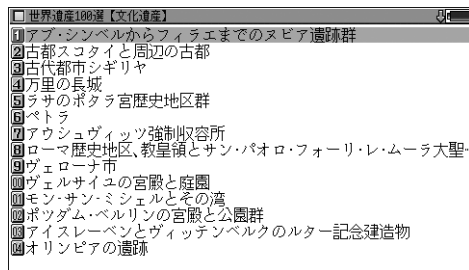 世界遺産100選【文化遺産】
1アブ・シンベルからフィラエまでのヌビア遺跡群
2古都スコタイと周辺の古都
3古代都市シギリヤ
4万里の長城
5ラサのポタラ宮歴史地区群
6ペトラ
7アウシュヴィッツ強制収容所
8ローマ歴史地区、教皇領とサン・パオロ・フォーリ・レ・ムーラ大聖…
9ヴェローナ市
00ヴェルサイユの宮殿と庭園
01モン・サン・ミシェルとその湾
02ポツダム・ベルリンの宮殿と公園群
03アイスレーベンとヴィッテンベルクのルター記念建造物
04オリンピアの遺跡